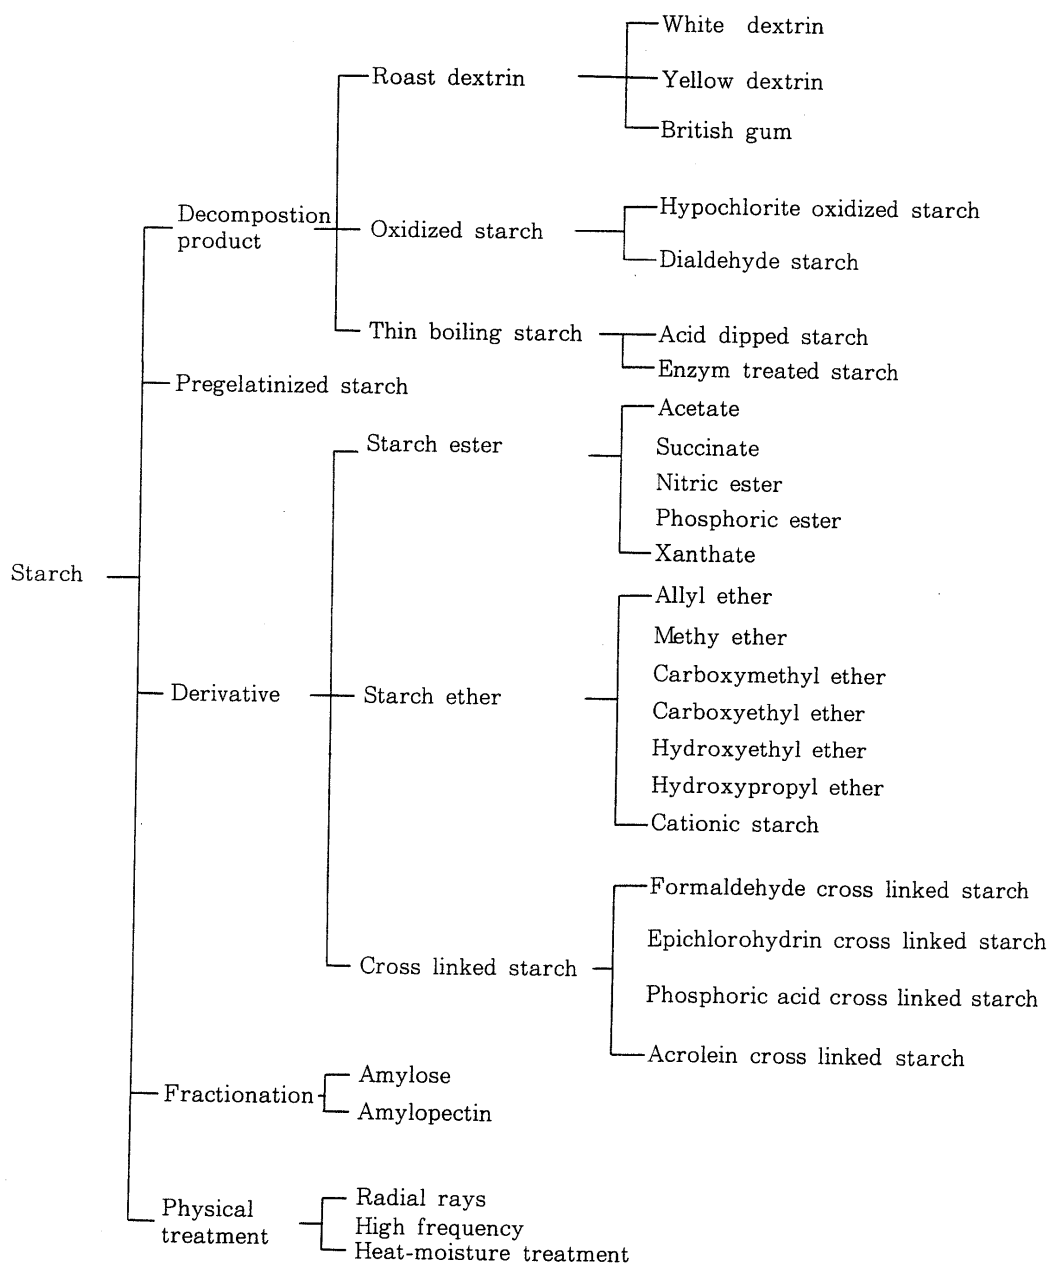 White dextrin
Roast dextrin
Yellow dextrin
British gum
Decompostion
product
Hypochlorite oxidized starch
Oxidized starch
Dialdehyde starch
Thin boiling starch
Acid dipped starch
Enzym treated starch
Pregelatinized starch
Acetate
Starch ester
Succinate
Nitric ester
Phosphoric ester
Xanthate
Starch
Allyl ether
Methy ether
Carboxymethyl ether
Derivative
Starch ether
Carboxyethyl ether
Hydroxyethyl ether
Hydroxypropyl ether
Cationic starch
Formaldehyde cross linked starch
Epichlorohydrin cross linked starch
Cross linked starch
Phosphoric acid cross linked starch
Acrolein cross linked starch
Fractionation
Amylose
Amylopectin
Physical
treatment
Radial rays
High frequency
Heat-moisture treatment